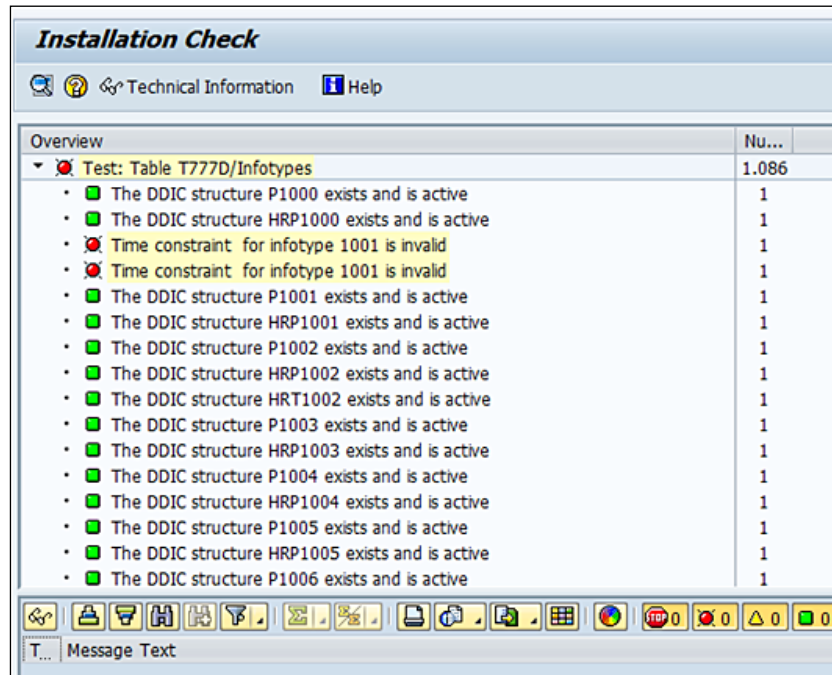 Installation Check
Technical Information Help
Overview Nu...
Test: Table T777D/Infotypes 1.086
The DDIC structure P1000 exists and is active 1
The DDIC structure HRP1000 exists and is active 1
Time constraint for infotype 1001 is invalid 1
Time constraint for infotype 1001 is invalid 1
The DDIC structure P1001 exists and is active 1
The DDIC structure HRP1001 exists and is active 1
The DDIC structure P1002 exists and is active 1
The DDIC structure HRP1002 exists and is active 1
The DDIC structure HRT1002 exists and is active 1
The DDIC structure P1003 exists and is active 1
The DDIC structure HRP1003 exists and is active 1
The DDIC structure P1004 exists and is active 1
The DDIC structure HRP1004 exists and is active 1
The DDIC structure P1005 exists and is active 1
The DDIC structure HRP1005 exists and is active 1
The DDIC structure P1006 exists and is active 1
STOP 0 0 0 0
T... Message Text